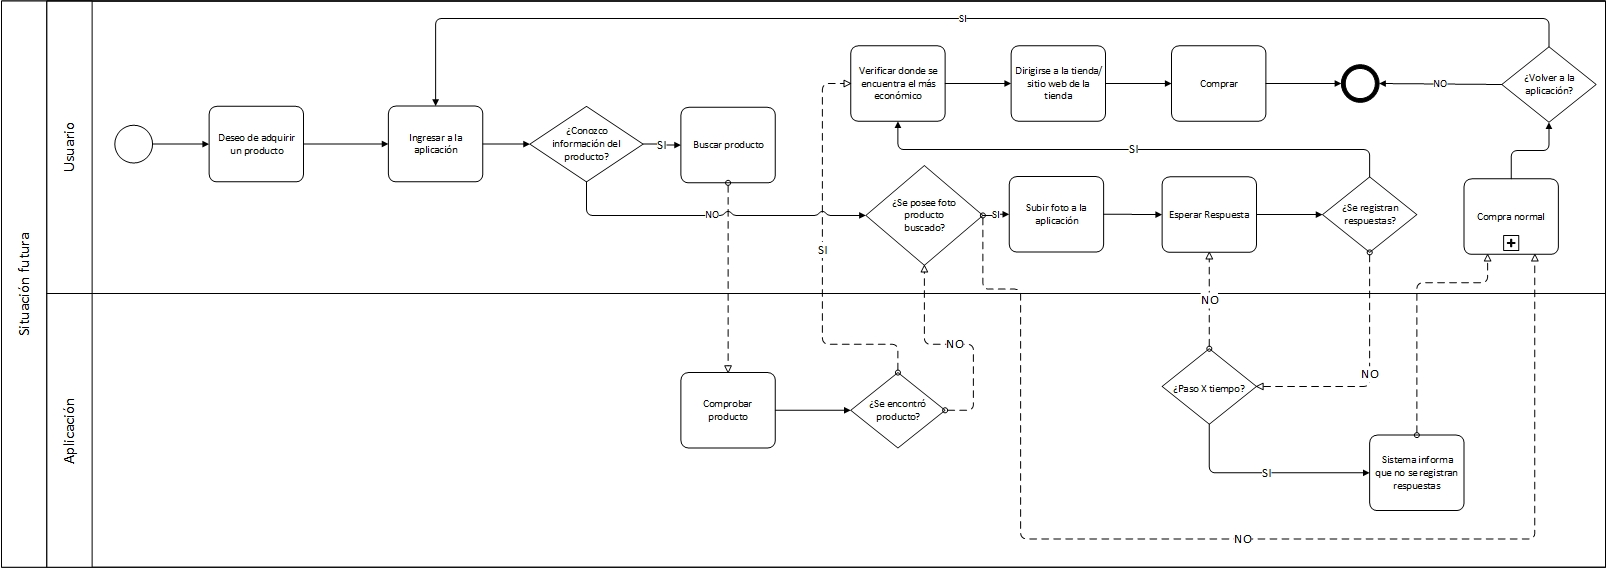 Situación futura
Usuario
Aplicación
SI
Deseo de adquirir
un producto
Ingresar a la
aplicación
¿Conozco
información del
producto?
SI
Buscar producto
NO
Verificar donde se
encuentra el más
económico
Dirigirse a la tienda/
sitio web de la
tienda
Comprar
NO
¿Volver a la
aplicación?
SI
¿Se posee foto
producto
buscado?
SI
Subir foto a la
aplicación
Esperar Respuesta
¿Se registran
respuestas?
Compra normal
SI
NO
NO
NO
¿Paso X tiempo?
Comprobar
producto
¿Se encontró
producto?
SI
Sistema informa
que no se registran
respuestas
NO